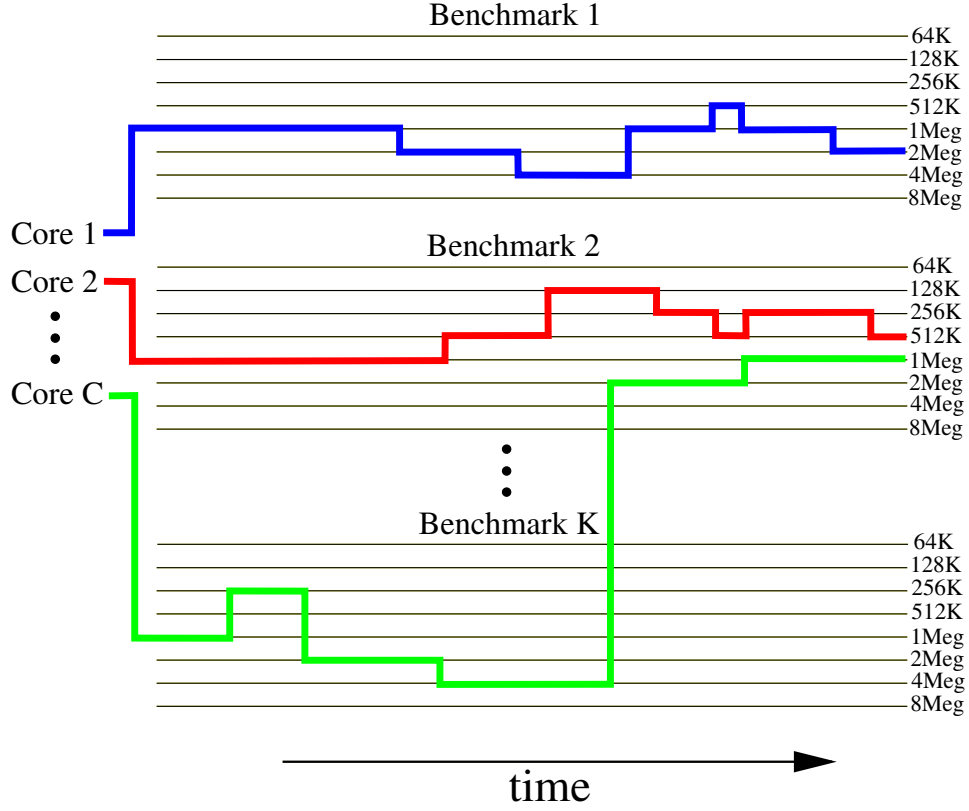 Benchmark 1
64K
128K
256K
512K
1Meg
2Meg
4Meg
8Meg
Core 1
Benchmark 2
64K
Core 2
128K
256K
512K
1Meg
2Meg
Core C
4Meg
8Meg
Benchmark K
64K
128K
256K
512K
1Meg
2Meg
4Meg
8Meg
time